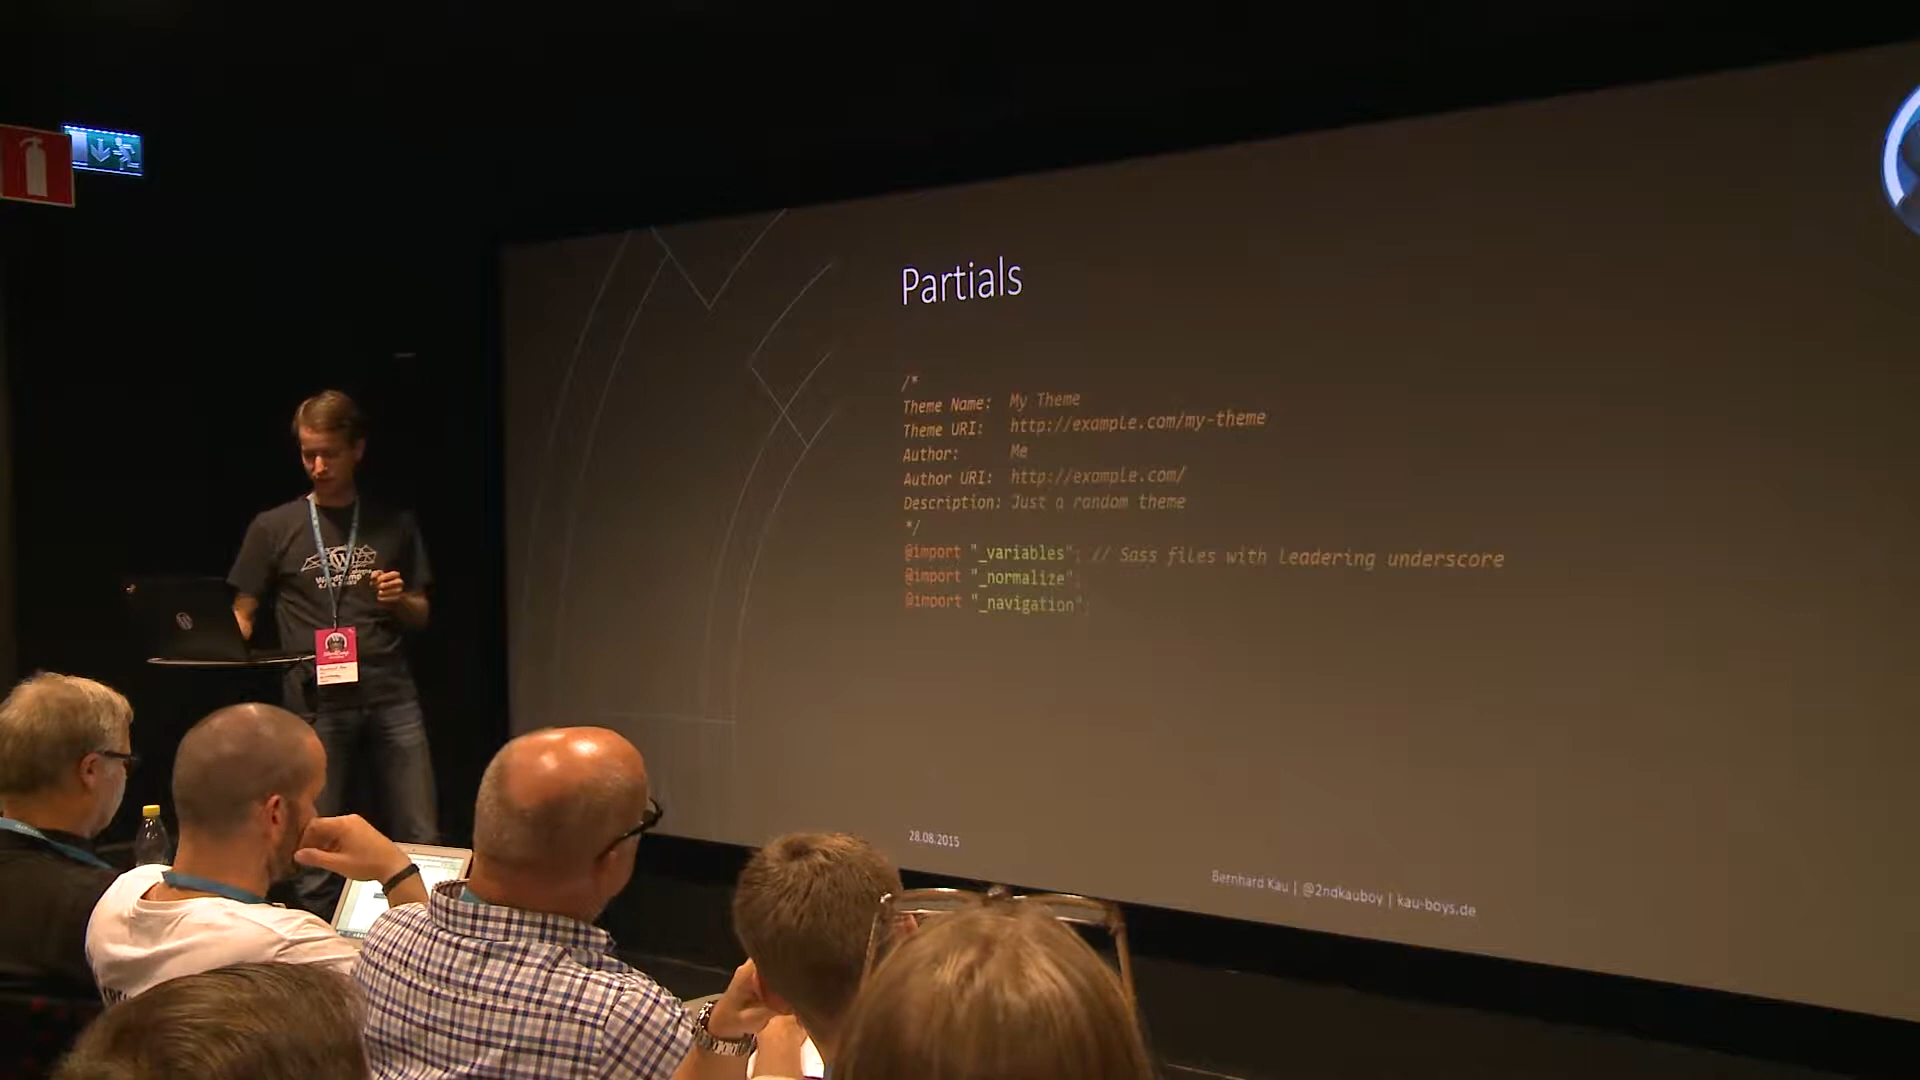 Partials
/*
Theme Name: My Theme
Theme URI: http://example.com/my-theme
Author: Me
Author URI: http://example.com/
Description: Just a random theme
*/
@import "_variables"; // Sass files with Leadering underscore
@import "_normalize";
@import "_navigation";
28.08.2015
Bernhard Kau | @2ndkauboy | kau-boys.de
WordCamp